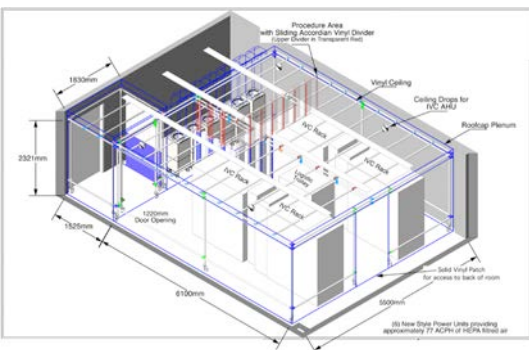 Procedure Area
with Sliding Accordian Vinyl Divider
(Upper Divider in Transparent Red)
1830mm
Vinyl Ceiling
Ceiling Drops for
IVC AHU
Rooftop Plenum
IVC Rack
IVC Rack
2321mm
IVC Rack
IVC Rack
1220mm
Door Opening
1525mm
Solid Vinyl Patch
for access to back of room
6100mm
5500mm
(6) New Style Power Units providing
approximately 77 ACPH of HEPA filtred air